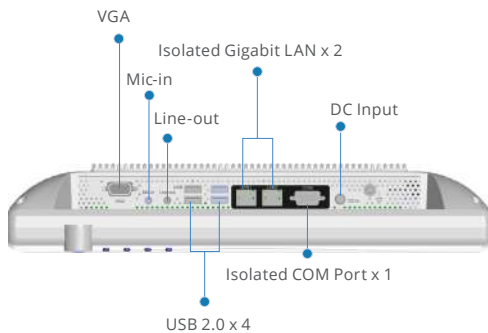 VGA
Isolated Gigabit LAN x 2
Mic-in
Line-out
DC Input
Isolated COM Port x 1
USB 2.0 x 4